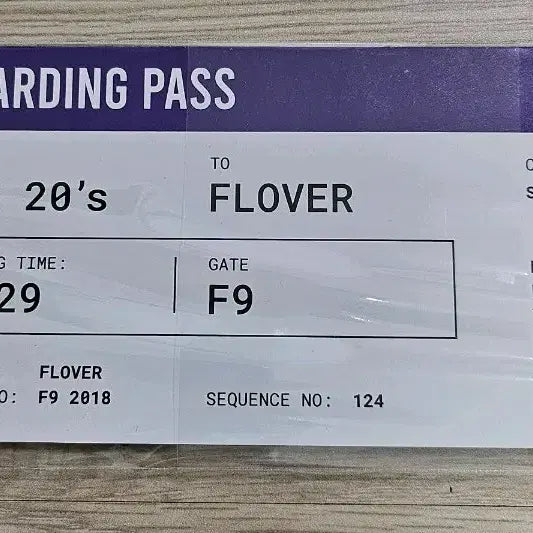 ARDING PASS
20's
TO
FLOVER
G TIME:
29
GATE
F9
FLOVER
O: F9 2018
SEQUENCE NO: 124